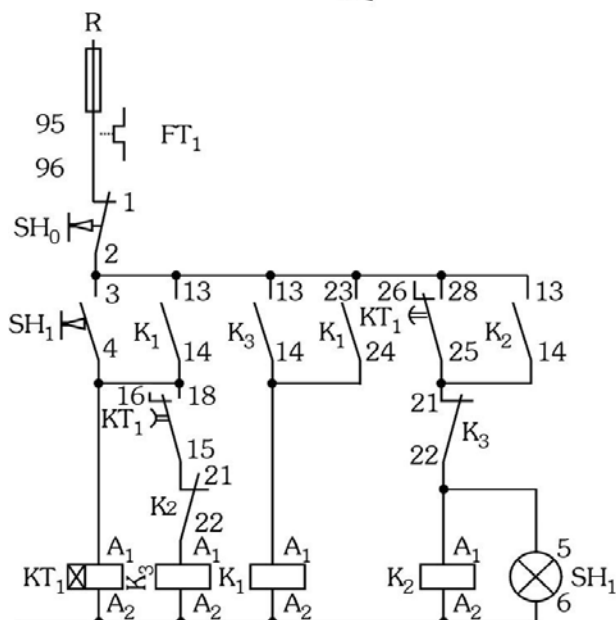 R
95
FT₁
96
1
SH₀
2
3 13 13 23 26 28 13
SH₁ K₁ K₃ K₁ KT₁ K₂
4 14 14 24 25 14
16 18 21
KT₁ K₃
15 22
21
K₂
22
A₁ A₁ A₁ A₁ 5
KT₁ K₃ K₁ K₂ SH₁
A₂ A₂ A₂ A₂ 6